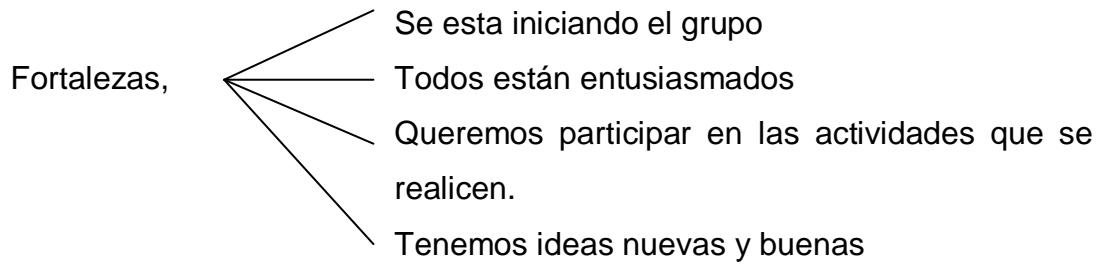 Se esta iniciando el grupo
Fortalezas,
Todos están entusiasmados
Queremos participar en las actividades que se
realicen.
Tenemos ideas nuevas y buenas